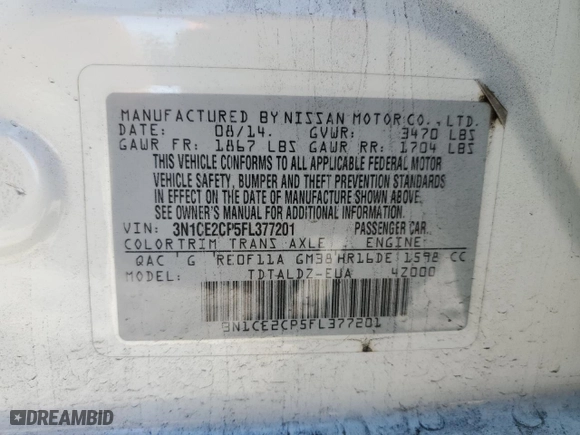 MANUFACTURED BY NISSAN MOTOR CO., LTD.
DATE: 08/14. GVWR: 3470 LBS
GAWR FR: 1867 LBS GAWR RR: 1704 LBS
THIS VEHICLE CONFORMS TO ALL APPLICABLE FEDERAL MOTOR
VEHICLE SAFETY, BUMPER AND THEFT PREVENTION STANDARDS
IN EFFECT ON THE DATE OF MANUFACTURE SHOWN ABOVE.
SEE OWNER'S MANUAL FOR ADDITIONAL INFORMATION.
VIN: 3N1CE2CP5FL377201 PASSENGER CAR
COLOR TRIM TRANS AXLE ENGINE:
QAC G RE0F11A GM38 HR16DE 1598 CC
MODEL: TDTALDZ-EUA 4Z000
3N1CE2CP5FL377201
DREAMBID